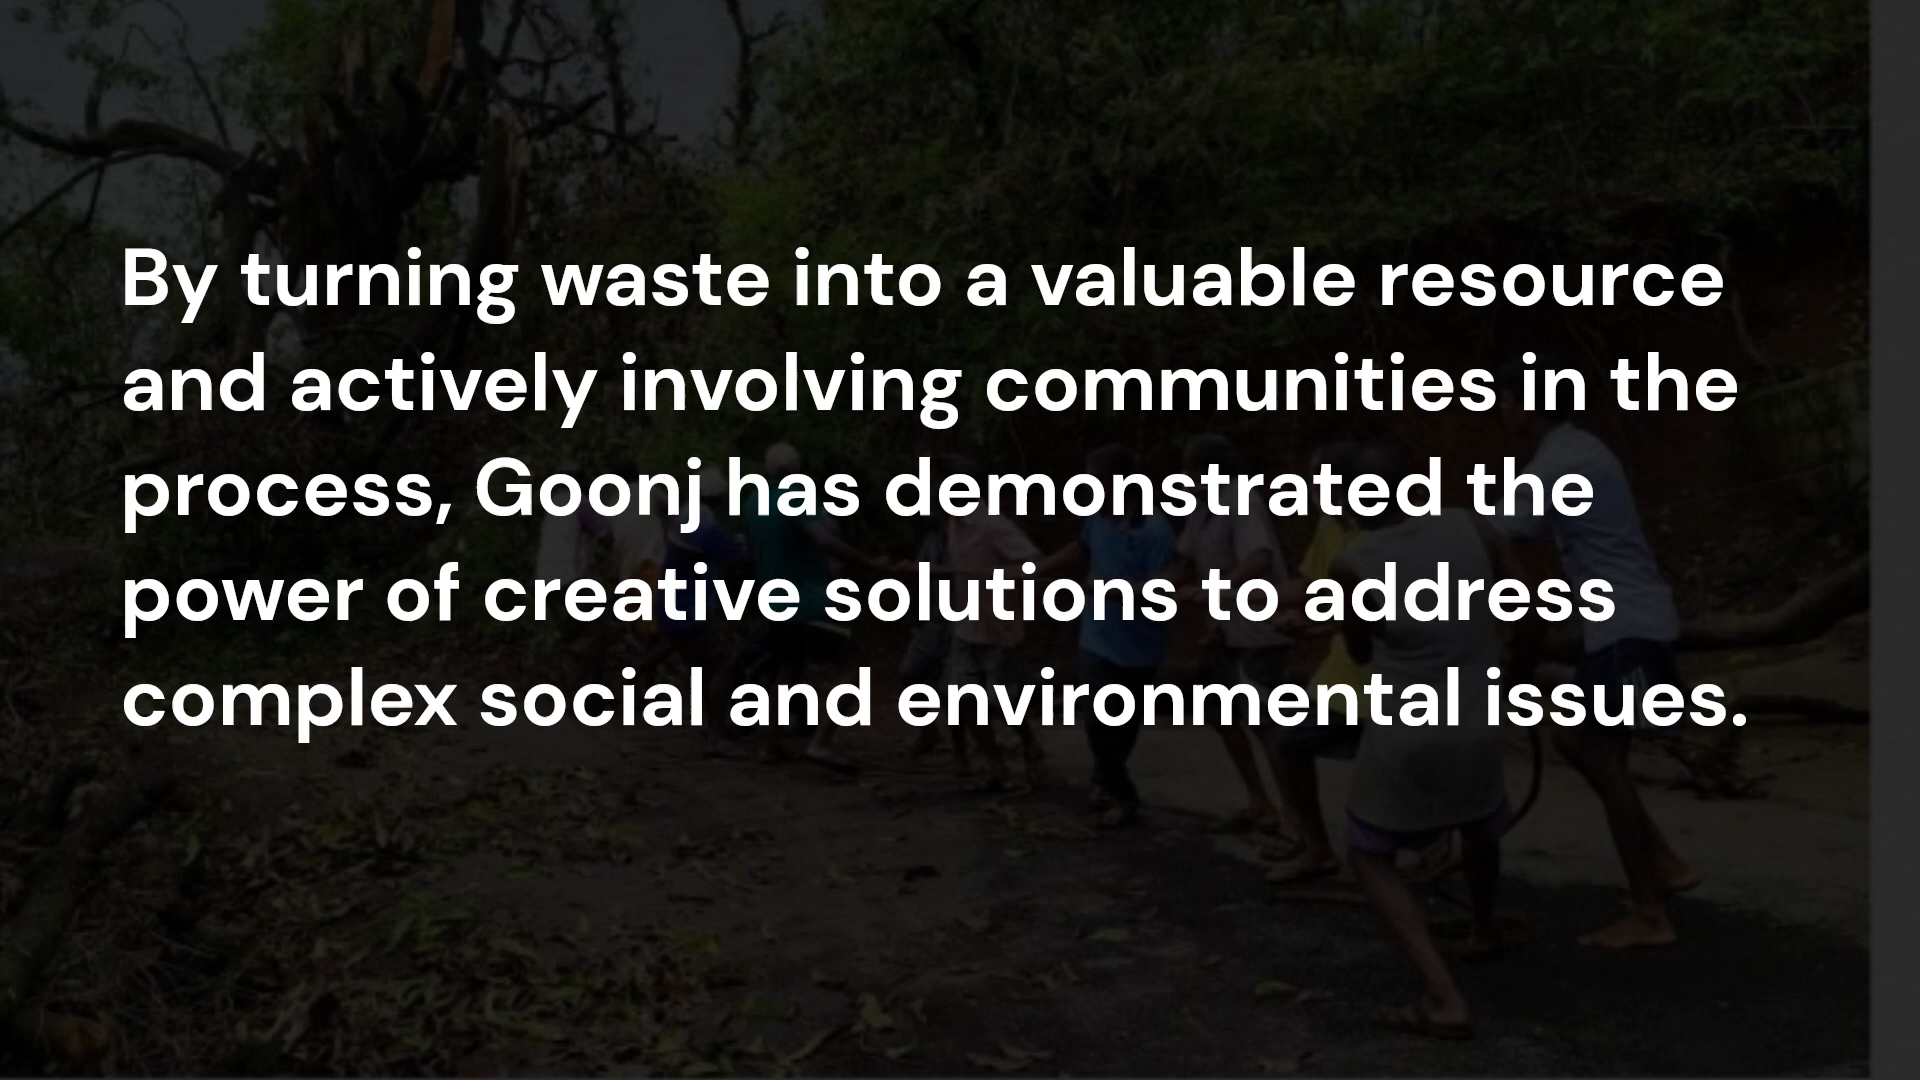 By turning waste into a valuable resource
and actively involving communities in the
process, Goonj has demonstrated the
power of creative solutions to address
complex social and environmental issues.